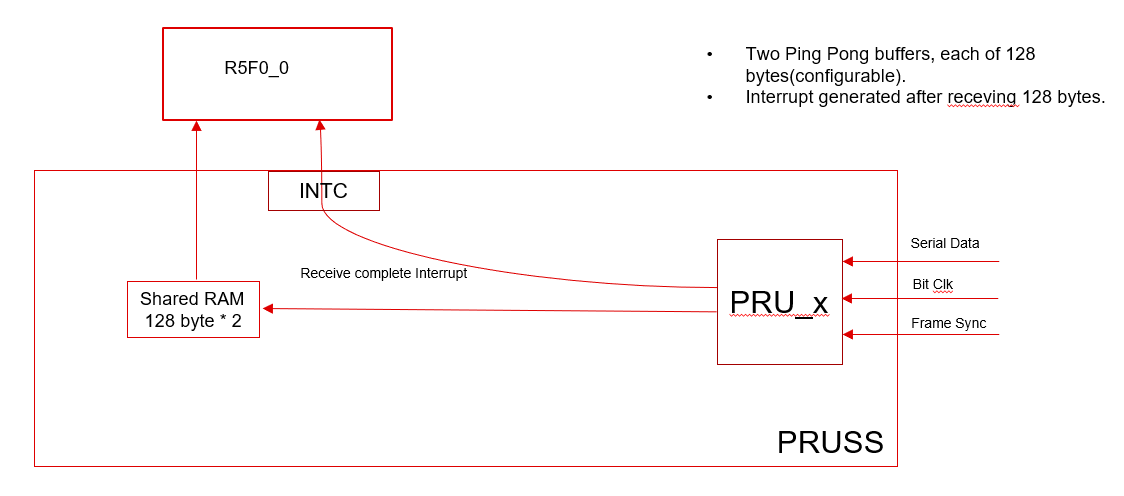 R5F0_0
• Two Ping Pong buffers, each of 128
bytes(configurable).
• Interrupt generated after receving 128 bytes.
INTC
Serial Data
Receive complete Interrupt
Bit Clk
Shared RAM
128 byte * 2
PRU_x
Frame Sync
PRUSS